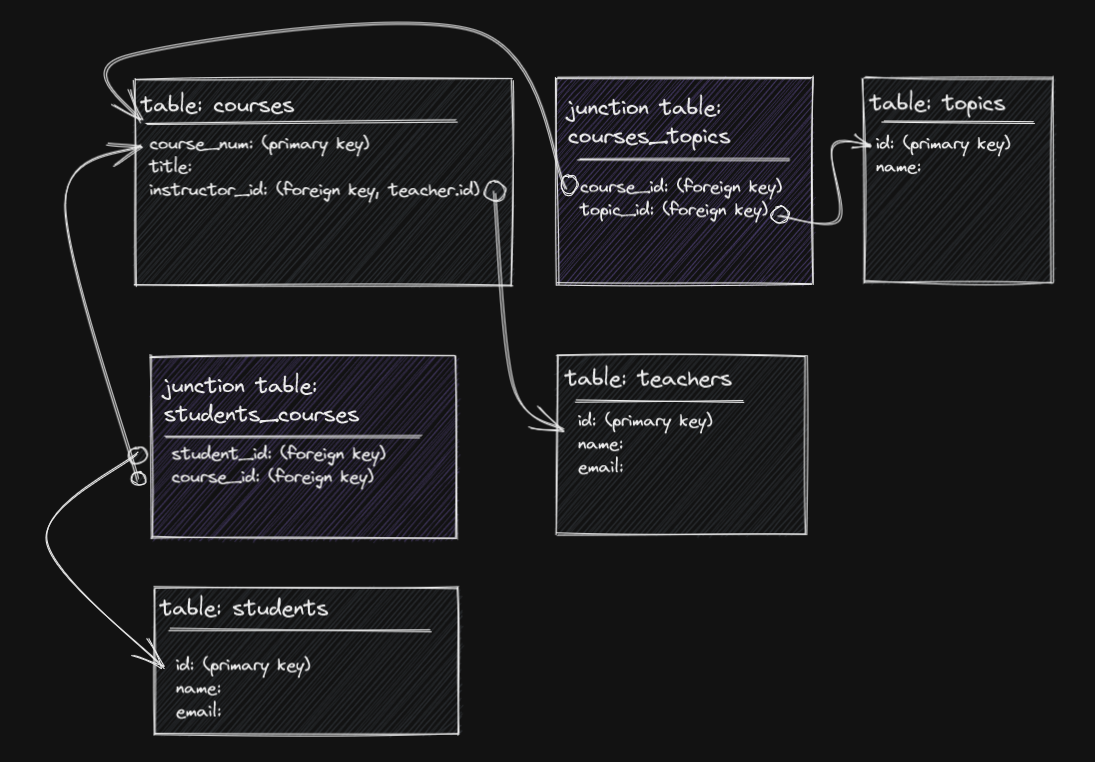 table: courses
course_num: (primary key)
title:
instructor_id: (foreign key, teacher.id)
junction table:
courses_topics
course_id: (foreign key)
topic_id: (foreign key)
table: topics
id: (primary key)
name:
junction table:
students_courses
student_id: (foreign key)
course_id: (foreign key)
table: teachers
id: (primary key)
name:
email:
table: students
id: (primary key)
name:
email: